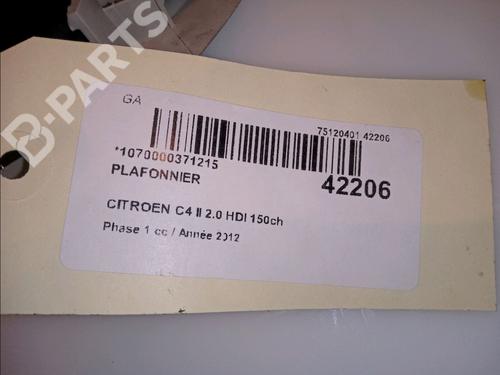 B-PARTS
GA
75120401 42206
*1070000371215
PLAFONNIER
42206
CITROEN C4 II 2.0 HDI 150ch
Phase 1 cc / Année 2012